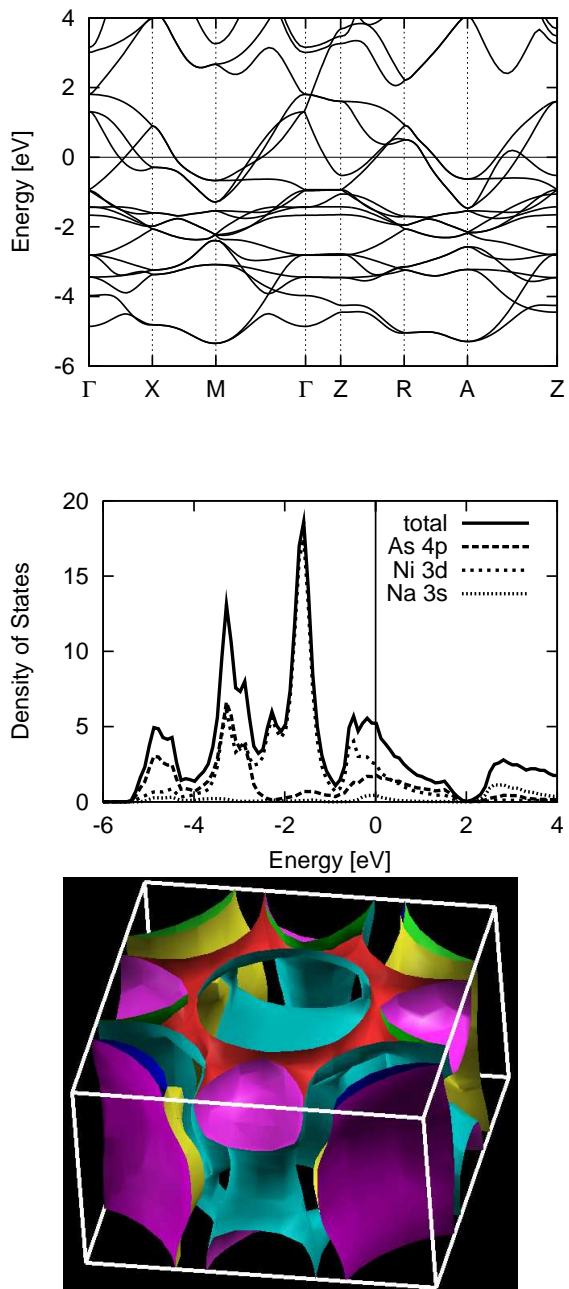 4
2
0
-2
-4
-6
Energy [eV]
Γ X M Γ Z R A Z
20
15
10
5
0
Density of States
total
As 4p
Ni 3d
Na 3s
-6 -4 -2 0 2 4
Energy [eV]